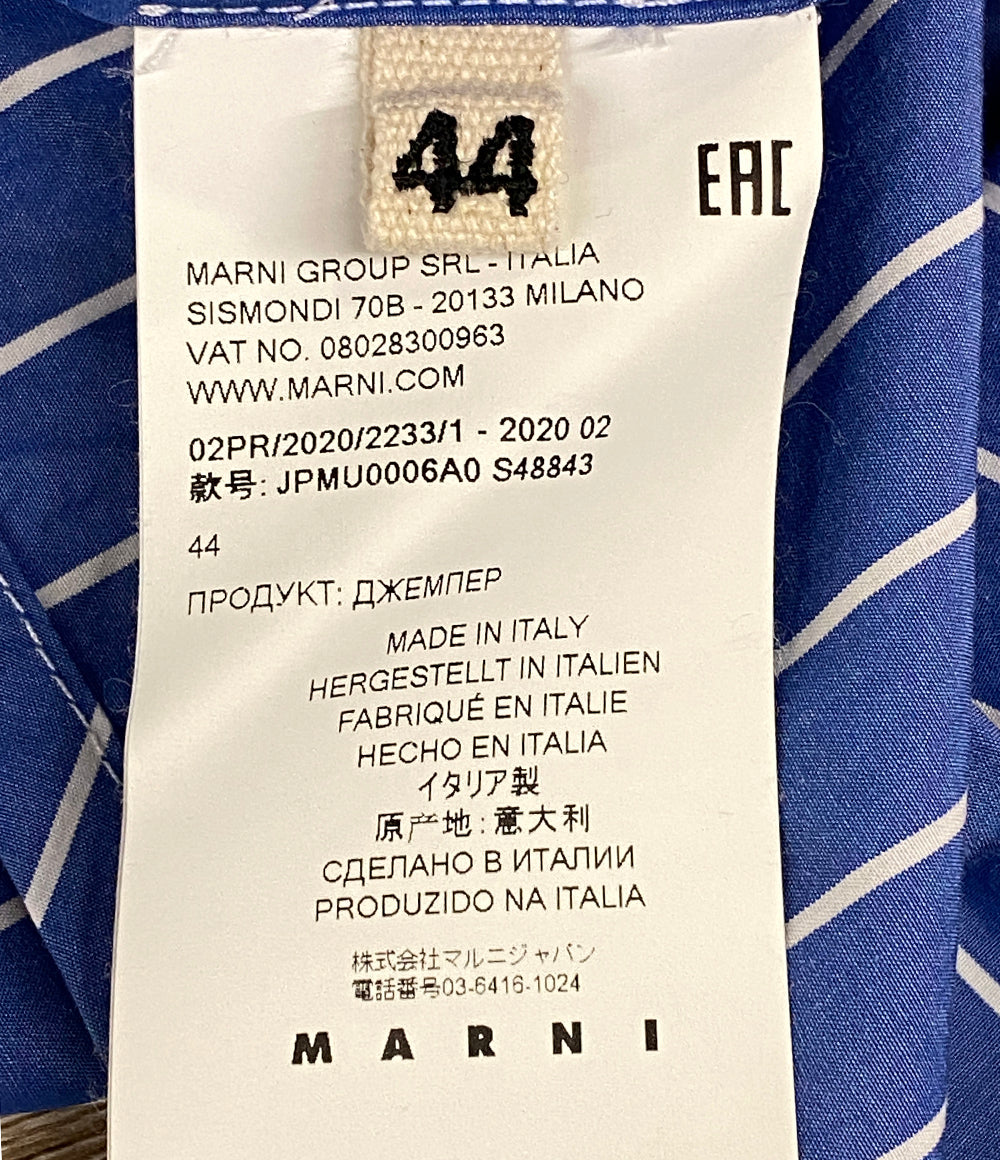 44
EAC
MARNI GROUP SRL - ITALIA
SISMONDI 70B - 20133 MILANO
VAT NO. 08028300963
WWW.MARNI.COM
02PR/2020/2233/1 - 2020 02
款号: JPMU0006A0 S48843
44
ПРОДУКТ: ДЖЕМПЕР
MADE IN ITALY
HERGESTELLT IN ITALIEN
FABRIQUÉ EN ITALIE
HECHO EN ITALIA
イタリア製
原产地: 意大利
СДЕЛАНО В ИТАЛИИ
PRODUZIDO NA ITALIA
株式会社マルニジャパン
電話番号03-6416-1024
MARNI